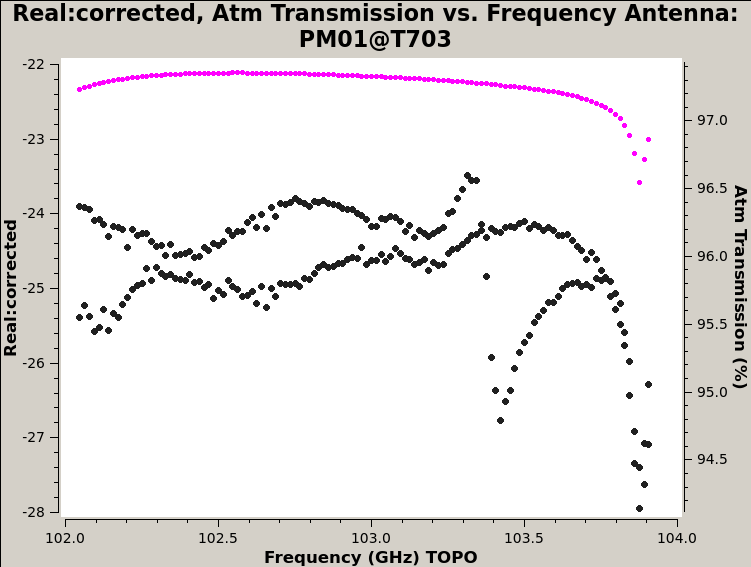 Real:corrected, Atm Transmission vs. Frequency Antenna:
PM01@T703
-22
-23
-24
-25
-26
-27
-28
Real:corrected
97.0
96.5
96.0
95.5
95.0
94.5
Atm Transmission (%)
102.0 102.5 103.0 103.5 104.0
Frequency (GHz) TOPO